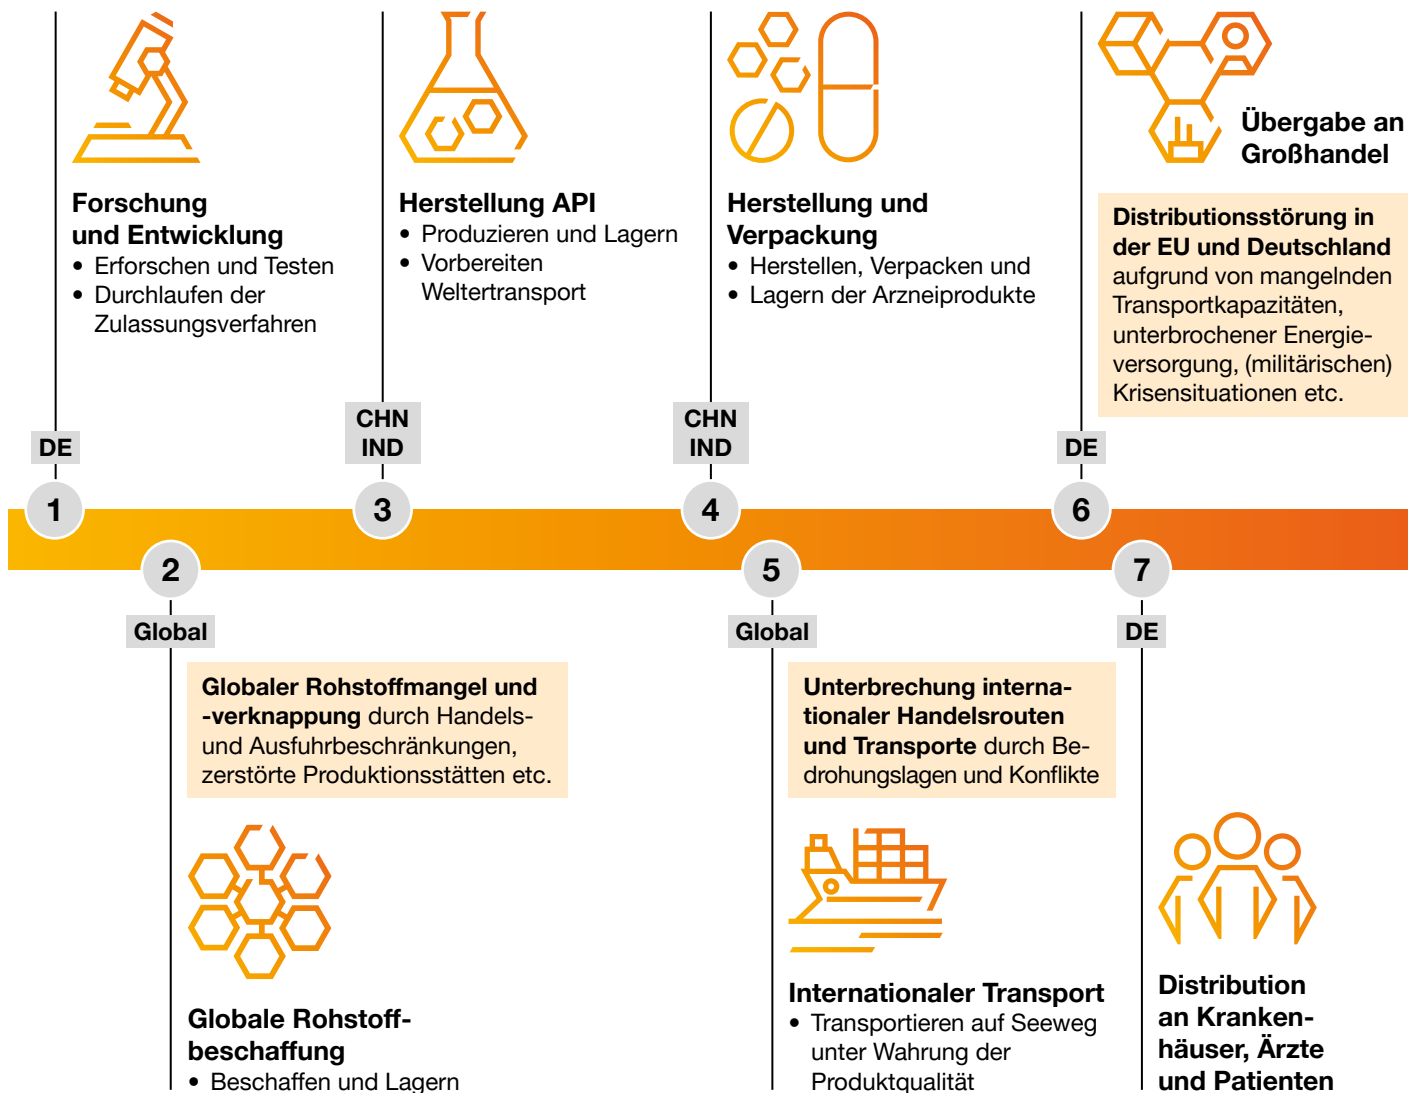 Forschung
und Entwicklung
• Erforschen und Testen
• Durchlaufen der
Zulassungsverfahren
DE
1
Global
2
Globaler Rohstoffmangel und
-verknappung durch Handels-
und Ausfuhrbeschränkungen,
zerstörte Produktionsstätten etc.
Globale Rohstoff-
beschaffung
• Beschaffen und Lagern
Herstellung API
• Produzieren und Lagern
• Vorbereiten
Weltertransport
CHN
IND
3
Herstellung und
Verpackung
• Herstellen, Verpacken und
• Lagern der Arzneiprodukte
CHN
IND
4
5
Global
Unterbrechung interna-
tionaler Handelsrouten
und Transporte durch Be-
drohungslagen und Konflikte
Internationaler Transport
• Transportieren auf Seeweg
unter Wahrung der
Produktqualität
Übergabe an
Großhandel
Distributionsstörung in
der EU und Deutschland
aufgrund von mangelnden
Transportkapazitäten,
unterbrochener Energie-
versorgung, (militärischen)
Krisensituationen etc.
DE
6
7
DE
Distribution
an Kranken-
häuser, Ärzte
und Patienten